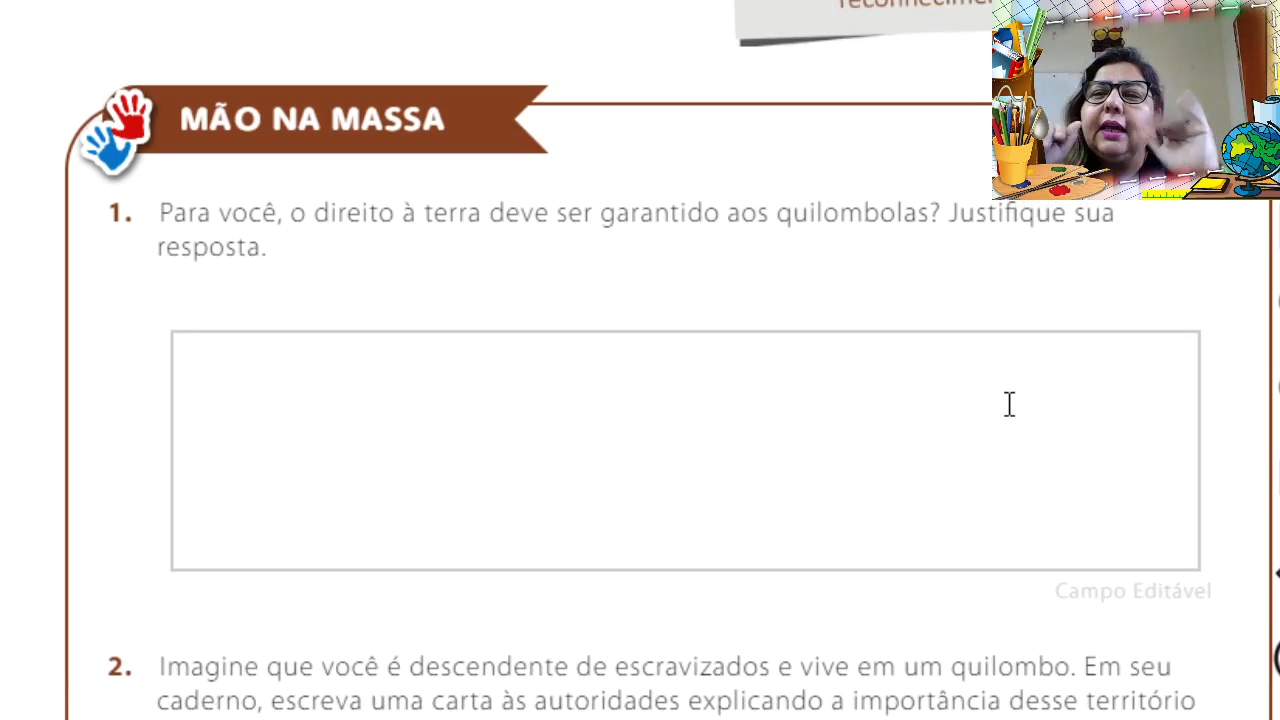 MÃO NA MASSA
1. Para você, o direito à terra deve ser garantido aos quilombolas? Justifique sua
resposta.
Campo Editável
2. Imagine que você é descendente de escravizados e vive em um quilombo. Em seu
caderno, escreva uma carta às autoridades explicando a importância desse território